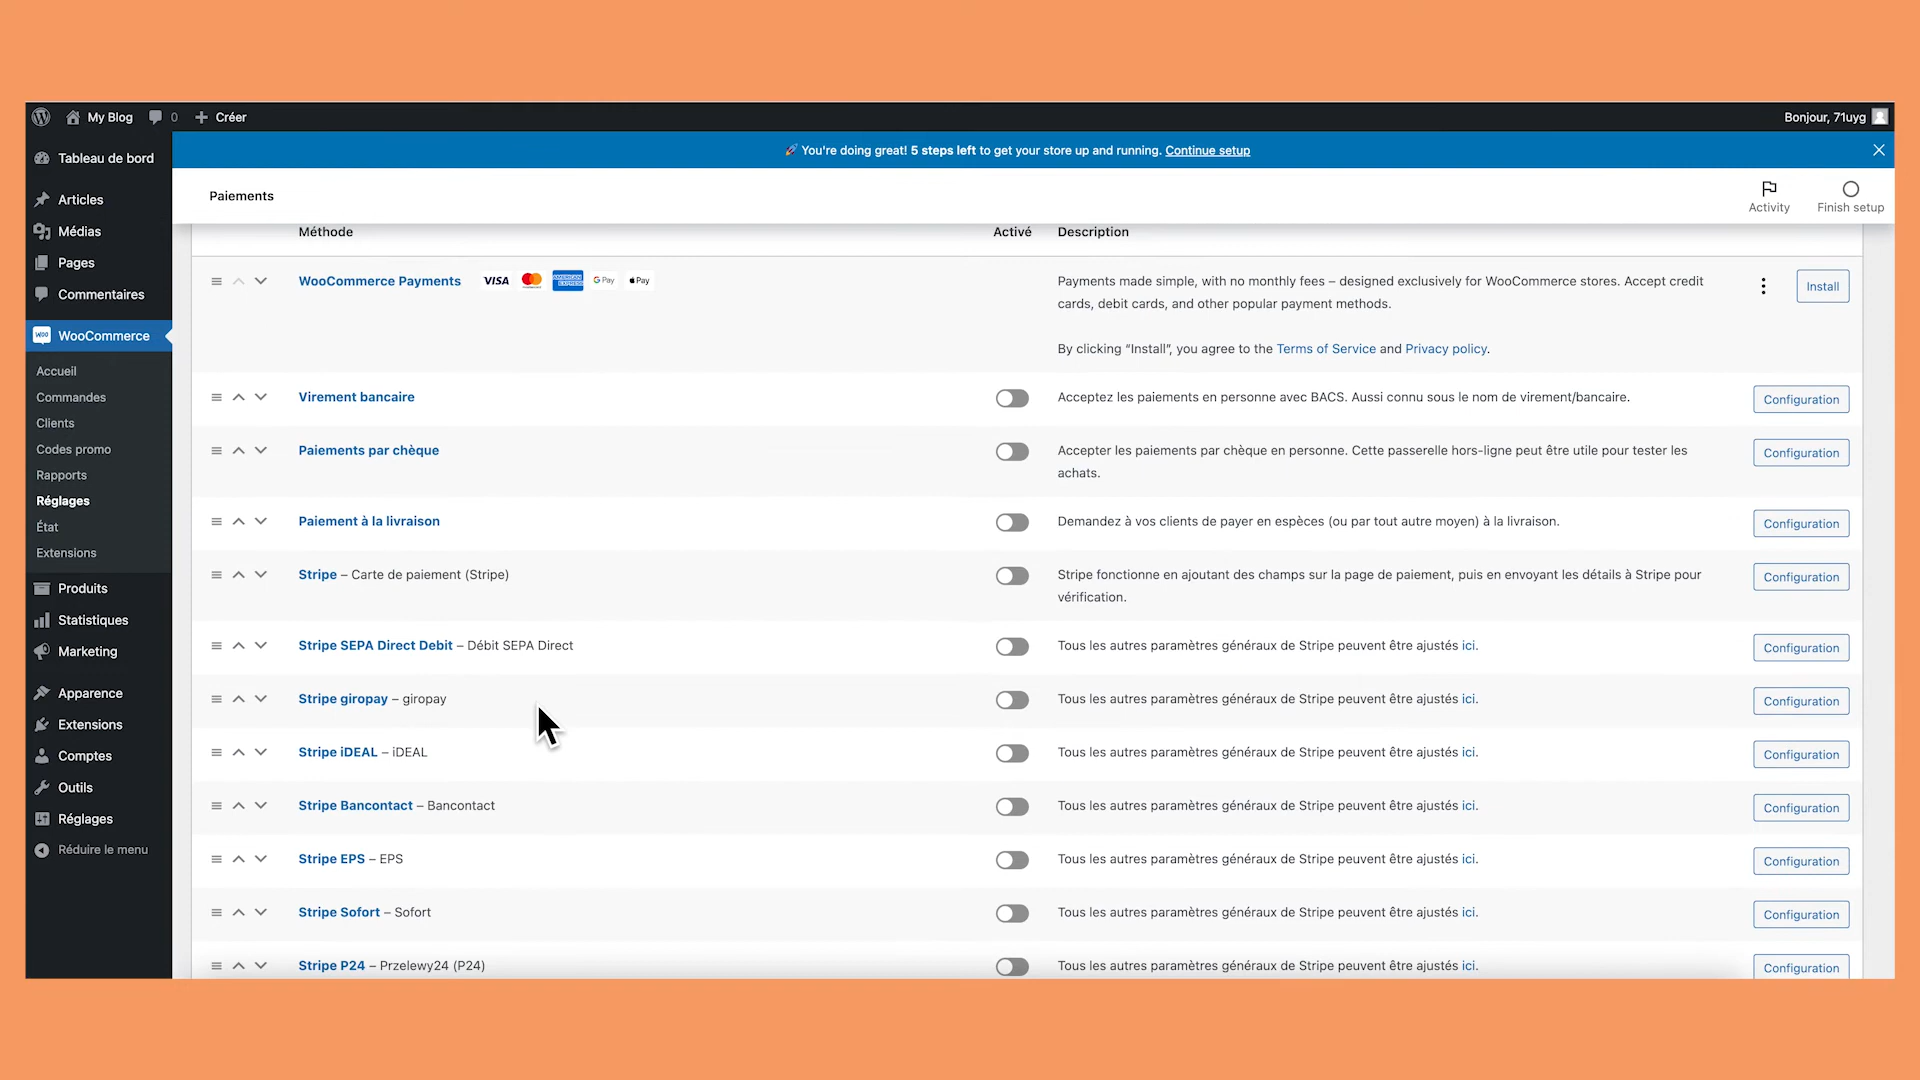 My Blog 0 Créer Bonjour, 71uyg
🚀 You're doing great! 5 steps left to get your store up and running. Continue setup
Tableau de bord
Articles
Médias
Pages
Commentaires
WooCommerce
Accueil
Commandes
Clients
Codes promo
Rapports
Réglages
État
Extensions
Produits
Statistiques
Marketing
Apparence
Extensions
Comptes
Outils
Réglages
Réduire le menu
Paiements
Activity
Finish setup
Méthode Activé Description
WooCommerce Payments VISA G Pay Pay
Payments made simple, with no monthly fees – designed exclusively for WooCommerce stores. Accept credit
cards, debit cards, and other popular payment methods.
By clicking “Install”, you agree to the Terms of Service and Privacy policy.
Install
Virement bancaire Acceptez les paiements en personne avec BACS. Aussi connu sous le nom de virement/bancaire. Configuration
Paiements par chèque Accepter les paiements par chèque en personne. Cette passerelle hors-ligne peut être utile pour tester les
achats.
Configuration
Paiement à la livraison Demandez à vos clients de payer en espèces (ou par tout autre moyen) à la livraison. Configuration
Stripe – Carte de paiement (Stripe) Stripe fonctionne en ajoutant des champs sur la page de paiement, puis en envoyant les détails à Stripe pour
vérification.
Configuration
Stripe SEPA Direct Debit – Débit SEPA Direct Tous les autres paramètres généraux de Stripe peuvent être ajustés ici. Configuration
Stripe giropay – giropay Tous les autres paramètres généraux de Stripe peuvent être ajustés ici. Configuration
Stripe iDEAL – iDEAL Tous les autres paramètres généraux de Stripe peuvent être ajustés ici. Configuration
Stripe Bancontact – Bancontact Tous les autres paramètres généraux de Stripe peuvent être ajustés ici. Configuration
Stripe EPS – EPS Tous les autres paramètres généraux de Stripe peuvent être ajustés ici. Configuration
Stripe Sofort – Sofort Tous les autres paramètres généraux de Stripe peuvent être ajustés ici. Configuration
Stripe P24 – Przelewy24 (P24) Tous les autres paramètres généraux de Stripe peuvent être ajustés ici. Configuration